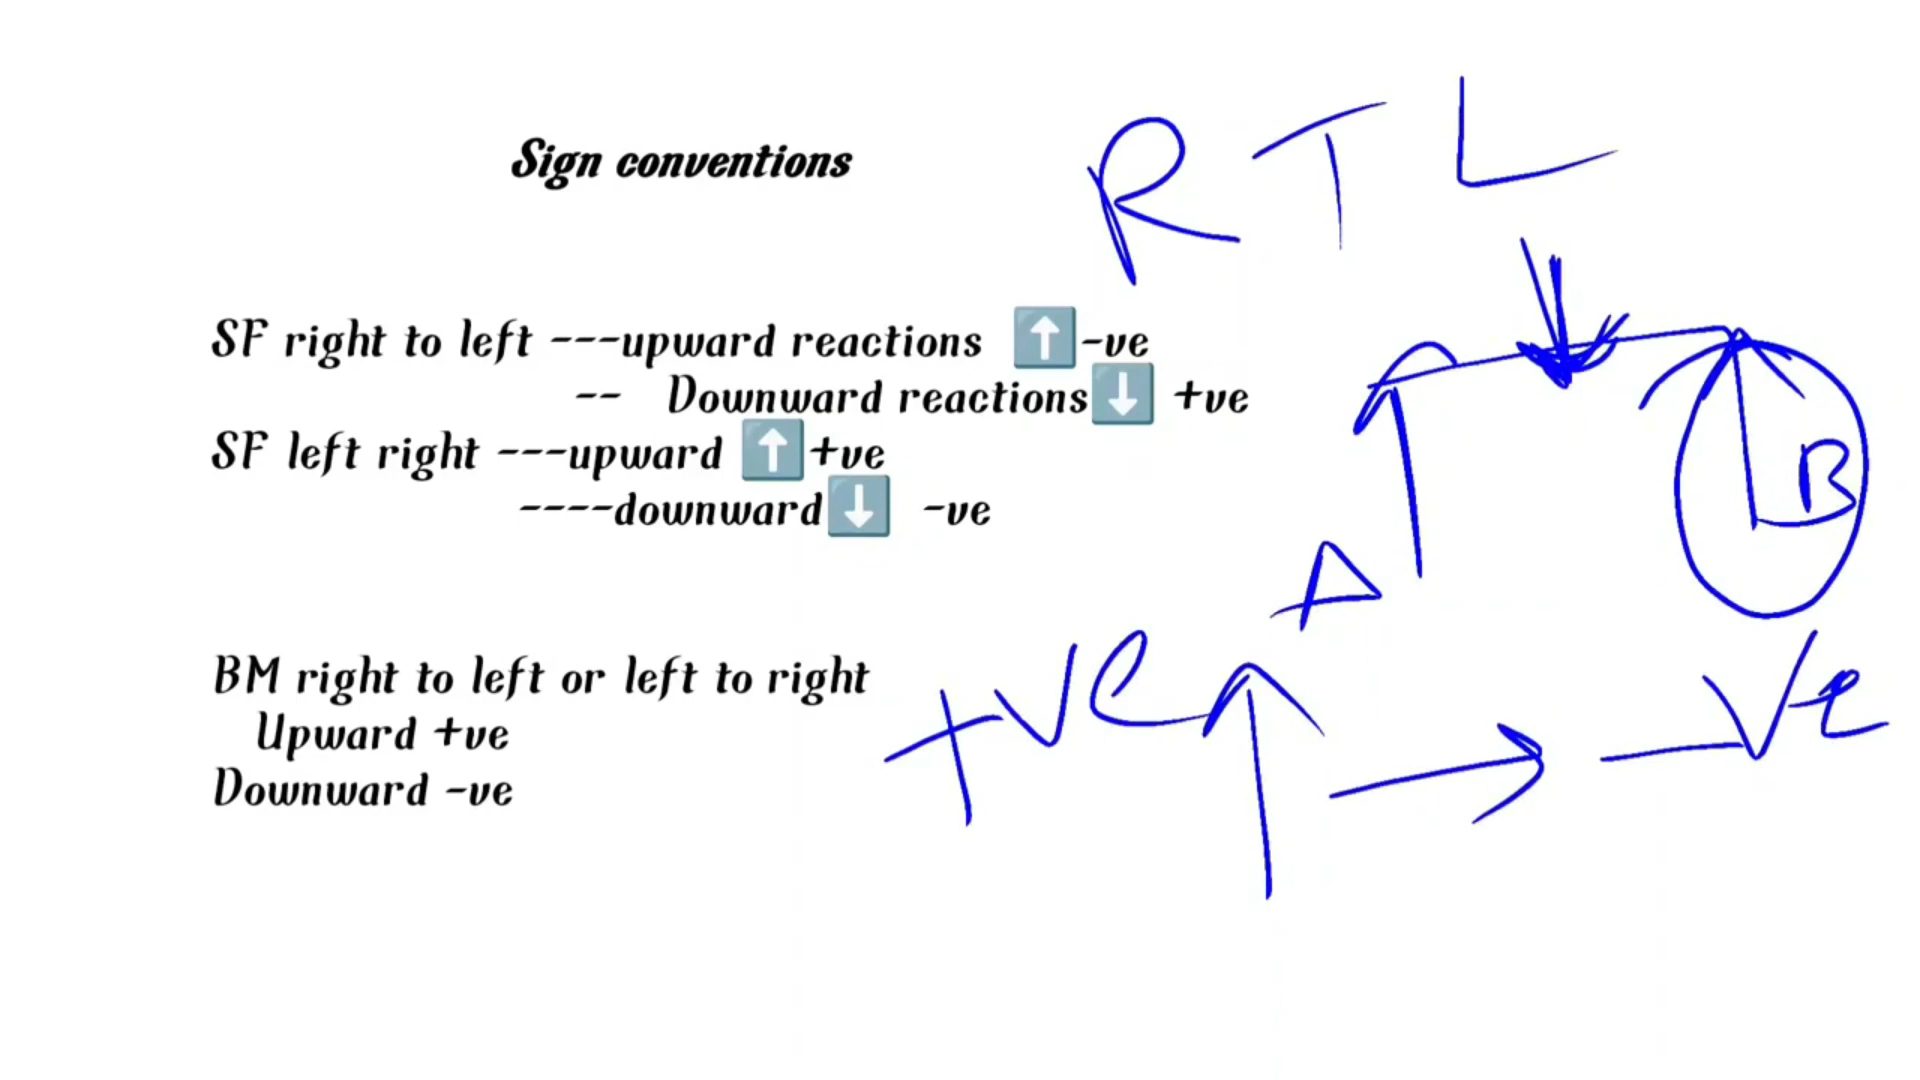 Sign conventions
RTL
SF right to left ---upward reactions ⬆️-ve
-- Downward reactions⬇️ +ve
SF left right ---upward ⬆️+ve
----downward⬇️ -ve
B
A
BM right to left or left to right
Upward +ve
Downward -ve
+ve ↑ → -ve